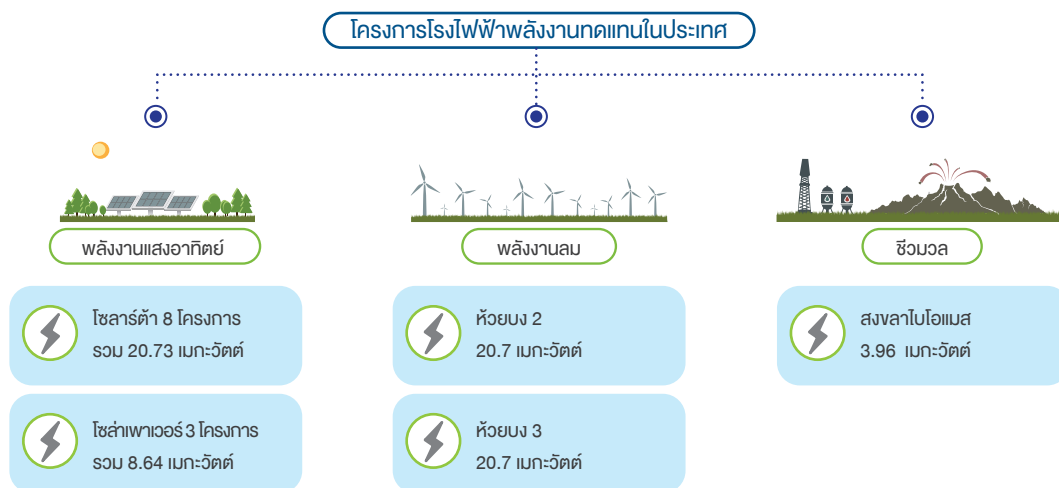 โครงการโรงไฟฟ้าพลังงานทดแทนในประเทศ
พลังงานแสงอาทิตย์
โซลาร์ต้า 8 โครงการ
รวม 20.73 เมกะวัตต์
โซล่าเพาเวอร์ 3 โครงการ
รวม 8.64 เมกะวัตต์
พลังงานลม
ห้วยบง 2
20.7 เมกะวัตต์
ห้วยบง 3
20.7 เมกะวัตต์
ชีวมวล
สงขลาไบโอแมส
3.96 เมกะวัตต์